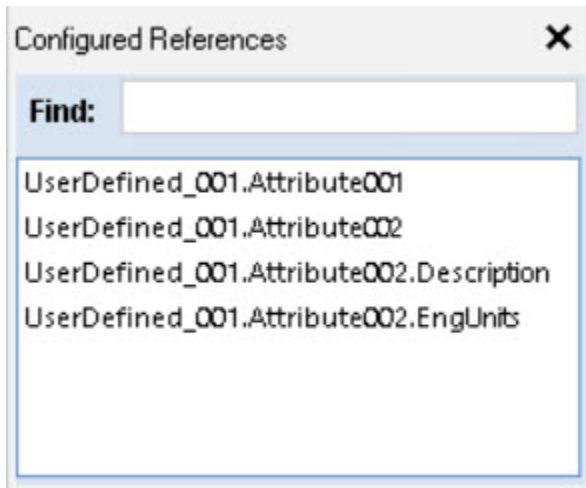 Configured References
Find:
UserDefined_001.Attribute001
UserDefined_001.Attribute002
UserDefined_001.Attribute002.Description
UserDefined_001.Attribute002.EngUnits